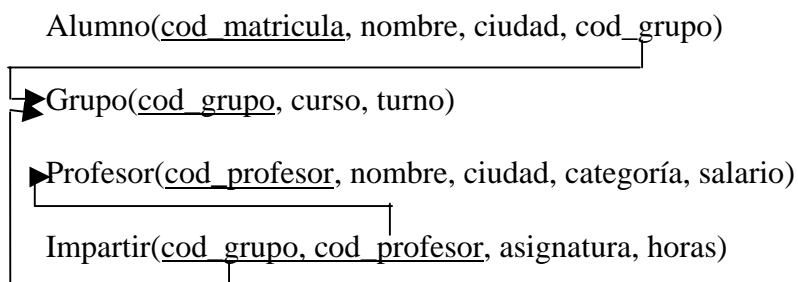 Alumno(cod_matricula, nombre, ciudad, cod_grupo)
Grupo(cod_grupo, curso, turno)
Profesor(cod_profesor, nombre, ciudad, categoría, salario)
Impartir(cod_grupo, cod_profesor, asignatura, horas)